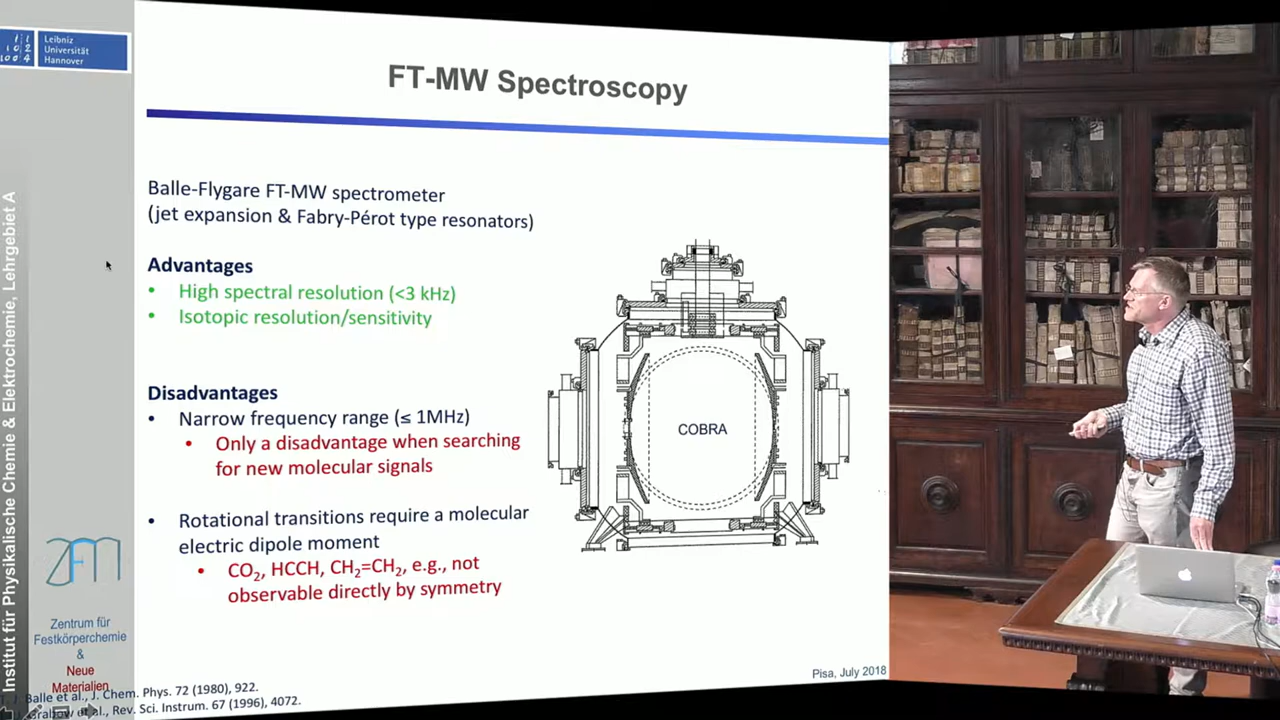 Leibniz
Universität
Hannover
Institut für Physikalische Chemie & Elektrochemie, Lehrgebiet A
FT-MW Spectroscopy
Balle-Flygare FT-MW spectrometer
(jet expansion & Fabry-Pérot type resonators)
Advantages
• High spectral resolution (<3 kHz)
• Isotopic resolution/sensitivity
Disadvantages
• Narrow frequency range (≤ 1MHz)
• Only a disadvantage when searching
for new molecular signals
• Rotational transitions require a molecular
electric dipole moment
• CO₂, HCCH, CH₂=CH₂, e.g., not
observable directly by symmetry
COBRA
ZFM
Zentrum für
Festkörperchemie
&
Neue
Materialien
Balle et al., J. Chem. Phys. 72 (1980), 922.
et al., Rev. Sci. Instrum. 67 (1996), 4072.
Pisa, July 2018